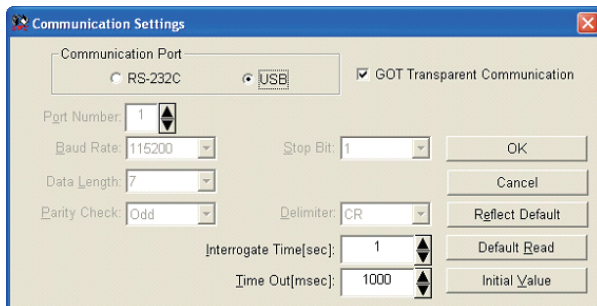 Communication Settings
Communication Port
RS-232C
USB
GOT Transparent Communication
Port Number: 1
Baud Rate: 115200
Stop Bit: 1
OK
Data Length: 7
Cancel
Parity Check: Odd
Delimiter: CR
Reflect Default
Interrogate Time[sec]: 1
Default Read
Time Out[msec]: 1000
Initial Value